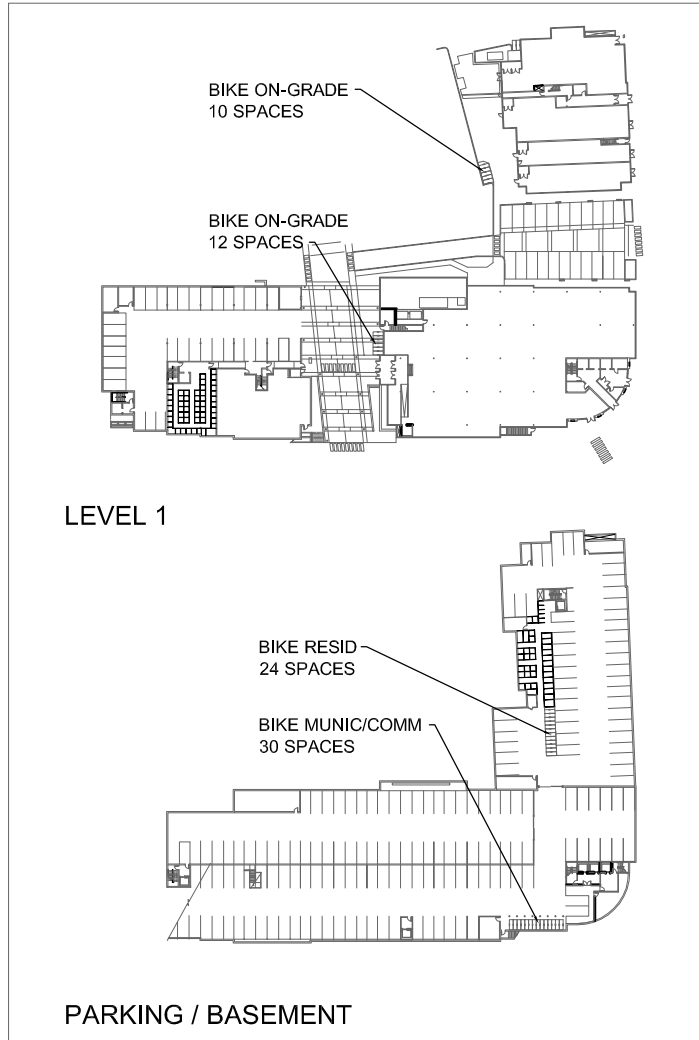 BIKE ON-GRADE
10 SPACES
BIKE ON-GRADE
12 SPACES
LEVEL 1
BIKE RESID
24 SPACES
BIKE MUNIC/COMM
30 SPACES
PARKING / BASEMENT